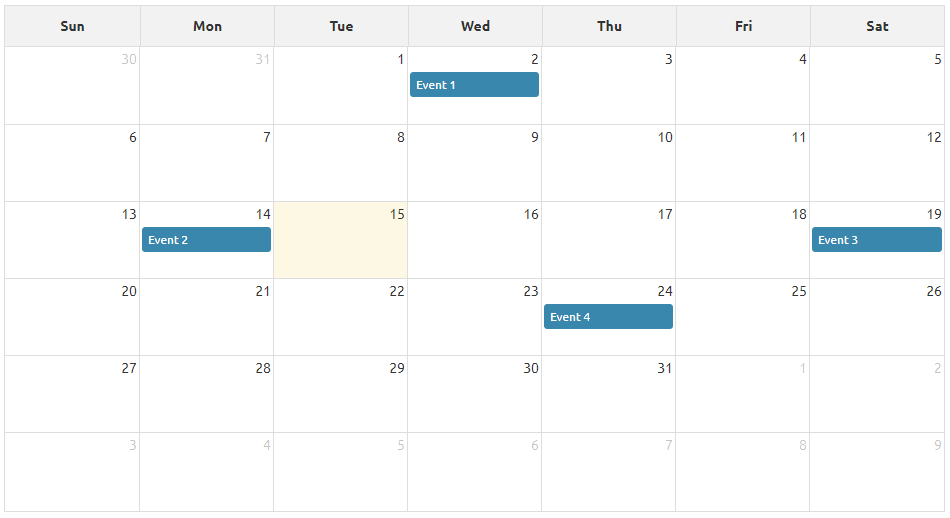 Sun Mon Tue Wed Thu Fri Sat
30 31 1 2 3 4 5
Event 1
6 7 8 9 10 11 12
13 14 15 16 17 18 19
Event 2 Event 3
20 21 22 23 24 25 26
Event 4
27 28 29 30 31 1 2
3 4 5 6 7 8 9